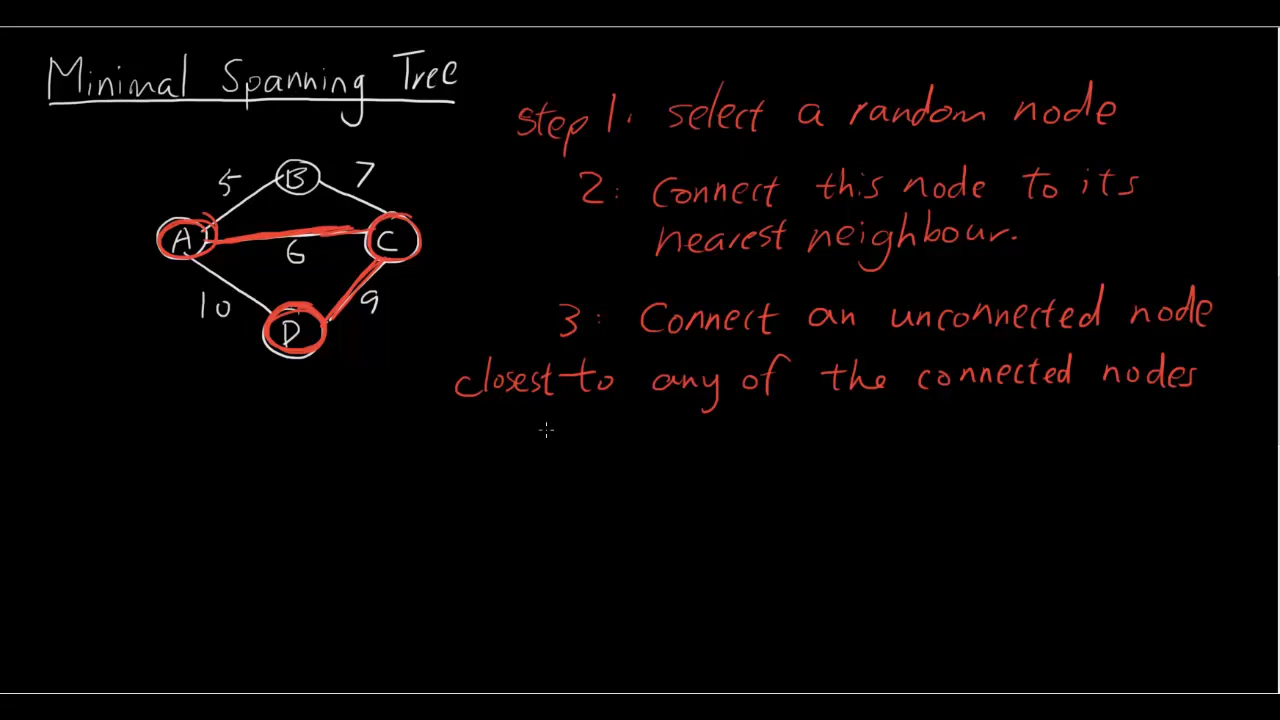 Minimal Spanning Tree
step 1. select a random node
2: Connect this node to its
nearest neighbour.
3: Connect an unconnected node
closest to any of the connected nodes
5
B
7
A
C
6
10
D
9